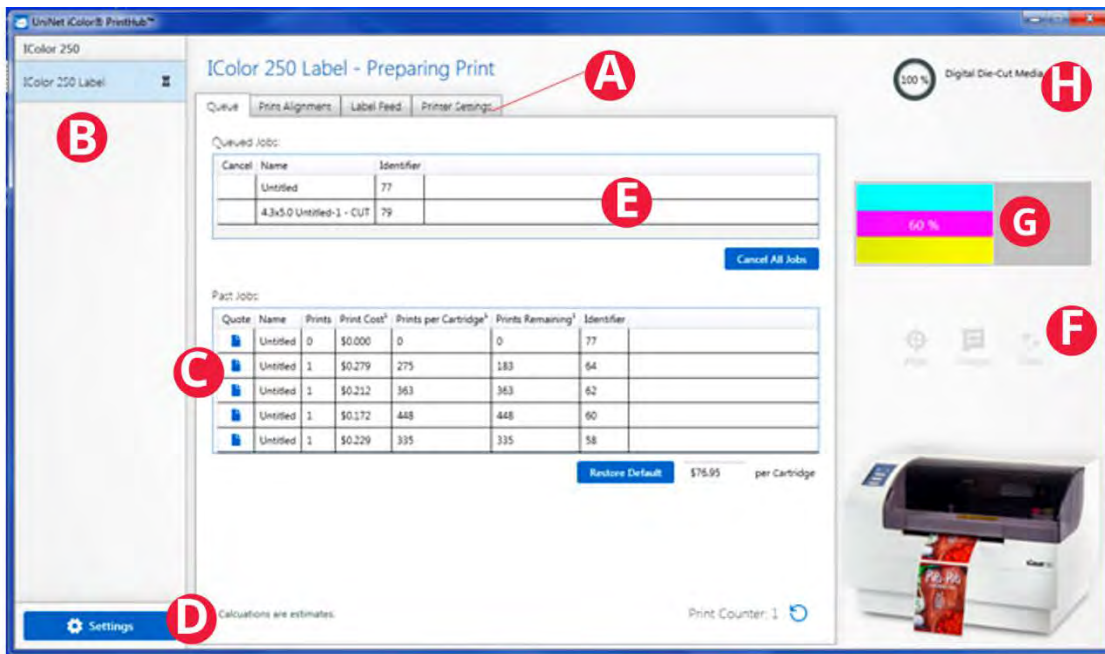 UniNet iColor® PrintHub™
IColor 250
IColor 250 Label
B
IColor 250 Label - Preparing Print
A
100 %
Digital Die-Cut Media
H
Queue Print Alignment Label Feed Printer Settings
Queued Jobs:
Cancel Name Identifier
Untitled 77
4.3x5.0 Untitled-1 - CUT 79
E
60 %
G
Cancel All Jobs
Past Jobs:
Quote Name Prints Print Cost¹ Prints per Cartridge¹ Prints Remaining¹ Identifier
Untitled 0 $0.000 0 0 77
Untitled 1 $0.279 275 183 64
Untitled 1 $0.212 363 363 62
Untitled 1 $0.172 448 448 60
Untitled 1 $0.229 335 335 58
C
F
Restore Default $76.95 per Cartridge
Settings
D
Calcuations are estimates.
Print Counter: 1